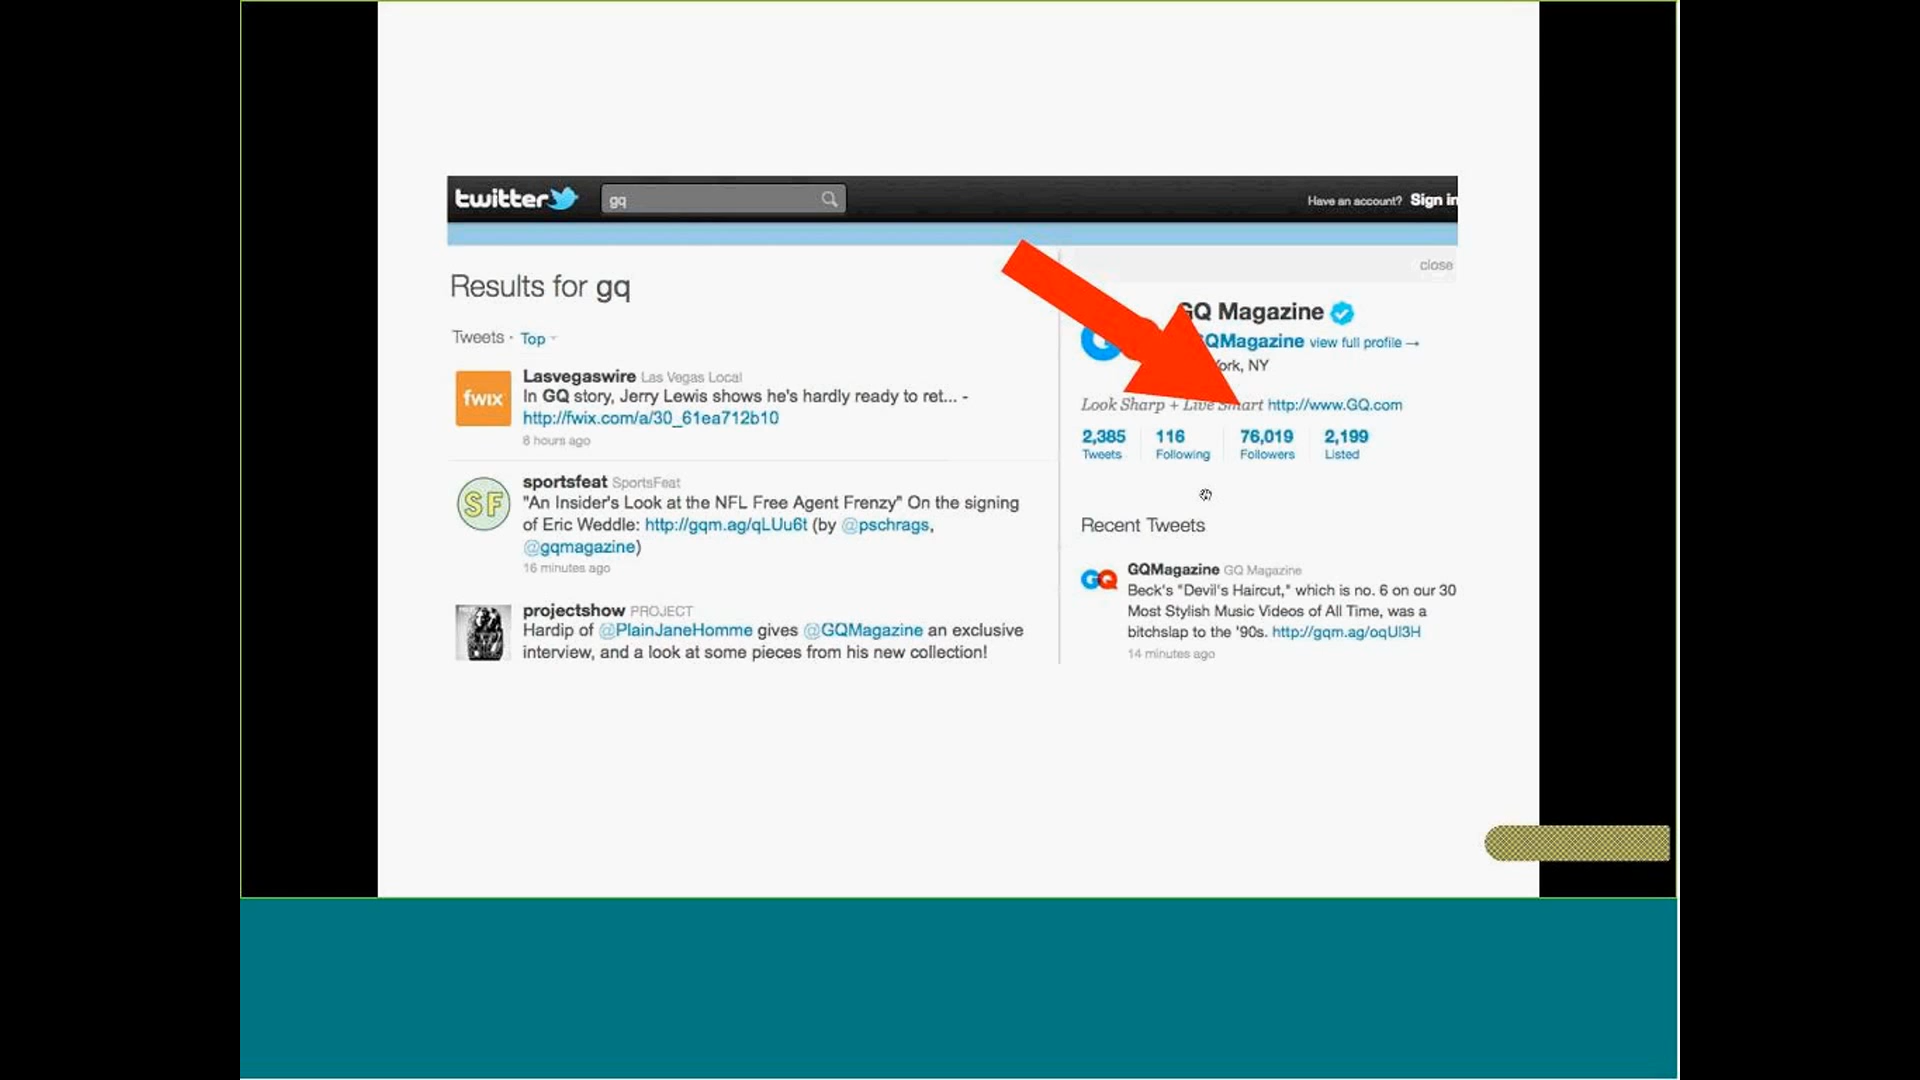 twitter
gq
Have an account? Sign in
Results for gq
Tweets · Top
fwix
Lasvegaswire Las Vegas Local
In GQ story, Jerry Lewis shows he's hardly ready to ret... -
http://fwix.com/a/30_61ea712b10
8 hours ago
SF
sportsfeat SportsFeat
"An Insider's Look at the NFL Free Agent Frenzy" On the signing
of Eric Weddle: http://gqm.ag/qLUu6t (by @pschrags,
@gqmagazine)
16 minutes ago
projectshow PROJECT
Hardip of @PlainJaneHomme gives @GQMagazine an exclusive
interview, and a look at some pieces from his new collection!
close
GQ Magazine
GQMagazine view full profile →
York, NY
Look Sharp + Live Smart http://www.GQ.com
2,385 116 76,019 2,199
Tweets Following Followers Listed
Recent Tweets
GQ
GQMagazine GQ Magazine
Beck's "Devil's Haircut," which is no. 6 on our 30
Most Stylish Music Videos of All Time, was a
bitchslap to the '90s. http://gqm.ag/oqUl3H
14 minutes ago